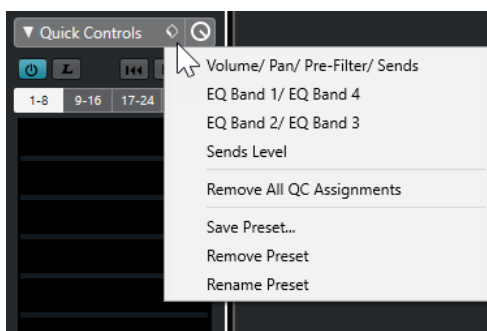 ▼ Quick Controls
L
1-8 9-16 17-24
Volume/ Pan/ Pre-Filter/ Sends
EQ Band 1/ EQ Band 4
EQ Band 2/ EQ Band 3
Sends Level
Remove All QC Assignments
Save Preset...
Remove Preset
Rename Preset